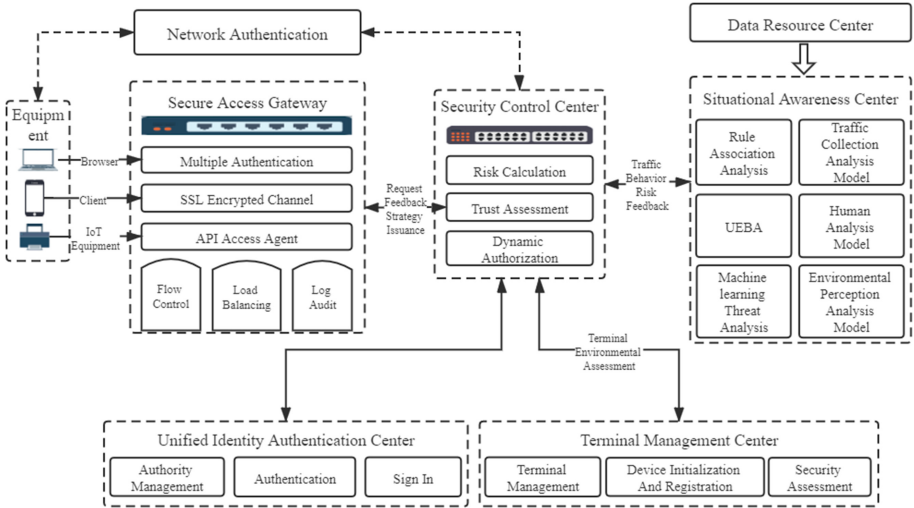 Network Authentication
Data Resource Center
Equipm
ent
Browser
Client
IoT
Equipment
Secure Access Gateway
Multiple Authentication
SSL Encrypted Channel
API Access Agent
Flow
Control
Load
Balancing
Log
Audit
Request
Feedback
Strategy
Issuance
Security Control Center
Risk Calculation
Trust Assessment
Dynamic
Authorization
Traffic
Behavior
Risk
Feedback
Situational Awareness Center
Rule
Association
Analysis
Traffic
Collection
Analysis
Model
UEBA
Human
Analysis
Model
Machine
learning
Threat
Analysis
Environmental
Perception
Analysis
Model
Terminal
Environmental
Assessment
Unified Identity Authentication Center
Authority
Management
Authentication
Sign In
Terminal Management Center
Terminal
Management
Device Initialization
And Registration
Security
Assessment